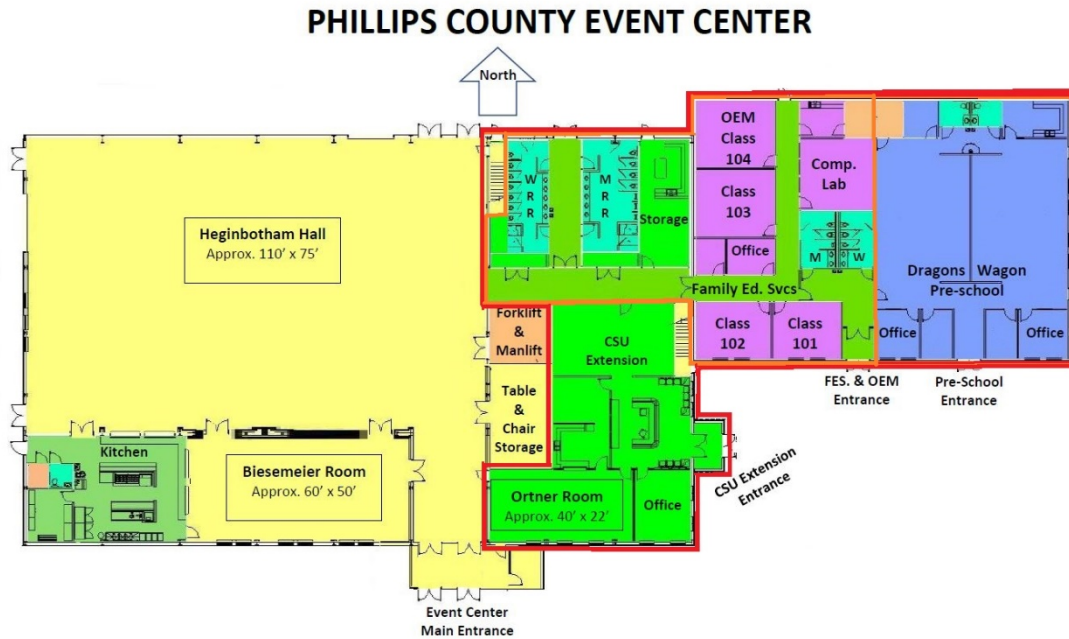 PHILLIPS COUNTY EVENT CENTER
North
OEM
Class
104
Comp.
Lab
W
R
R
M
R
R
Storage
Class
103
Heginbotham Hall
Approx. 110' x 75'
Office
M
W
Dragons Wagon
Pre-school
Family Ed. Svcs
Forklift
&
Manlift
CSU
Extension
Class
102
Class
101
Office
Office
FES. & OEM
Entrance
Pre-School
Entrance
Table
&
Chair
Storage
Kitchen
Biesemeier Room
Approx. 60' x 50'
Ortner Room
Approx. 40' x 22'
Office
CSU Extension
Entrance
Event Center
Main Entrance